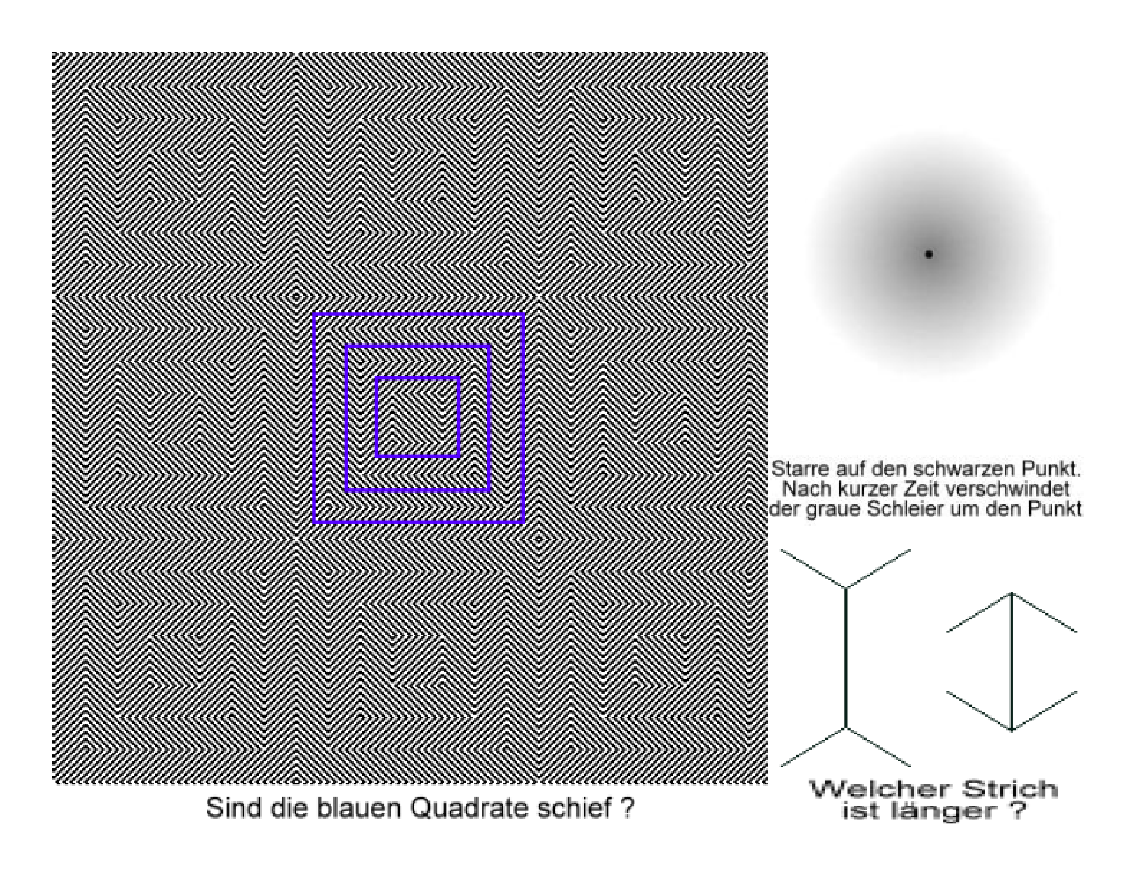 Starre auf den schwarzen Punkt.
Nach kurzer Zeit verschwindet
der graue Schleier um den Punkt
Sind die blauen Quadrate schief ?
Welcher Strich
ist länger ?